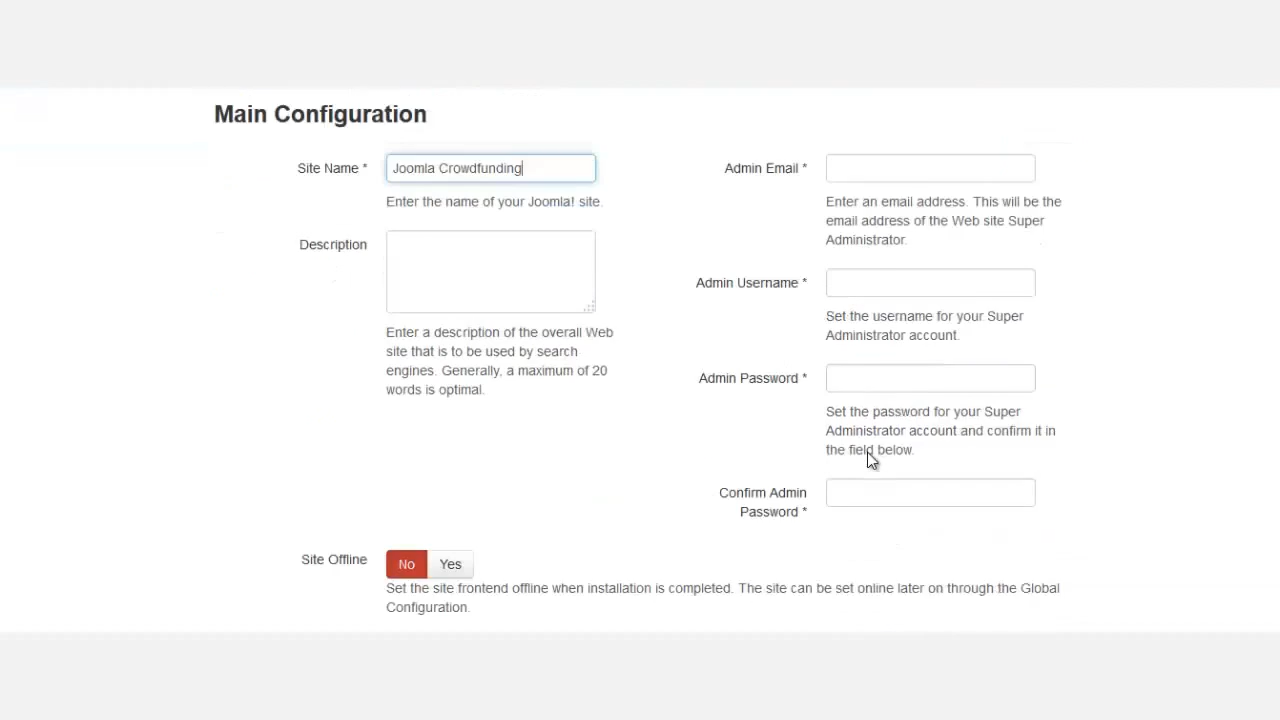 Main Configuration
Site Name *
Joomla Crowdfunding
Enter the name of your Joomla! site.
Description
Enter a description of the overall Web
site that is to be used by search
engines. Generally, a maximum of 20
words is optimal.
Admin Email *
Enter an email address. This will be the
email address of the Web site Super
Administrator.
Admin Username *
Set the username for your Super
Administrator account.
Admin Password *
Set the password for your Super
Administrator account and confirm it in
the field below.
Confirm Admin
Password *
Site Offline
No Yes
Set the site frontend offline when installation is completed. The site can be set online later on through the Global
Configuration.